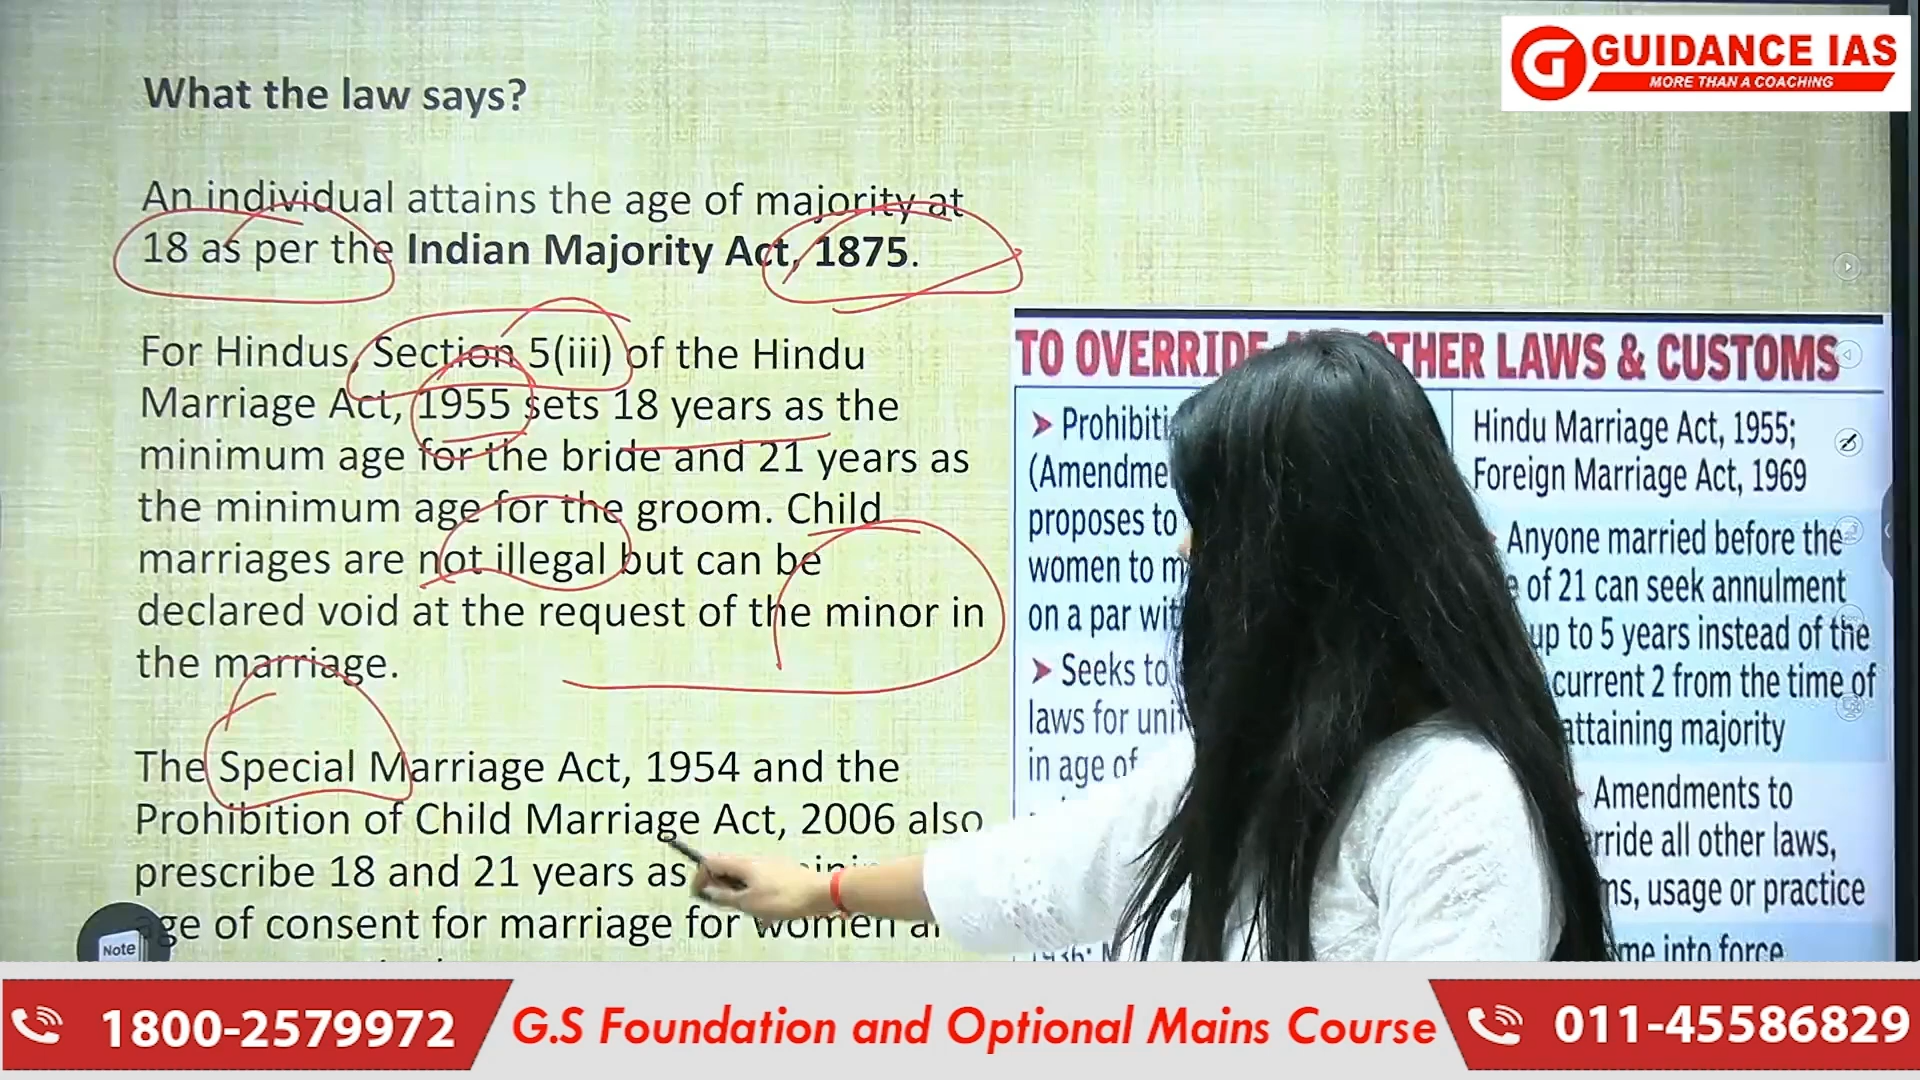 GUIDANCE IAS
MORE THAN A COACHING
What the law says?
An individual attains the age of majority at
18 as per the Indian Majority Act, 1875.
For Hindus, Section 5(iii) of the Hindu
Marriage Act, 1955 sets 18 years as the
minimum age for the bride and 21 years as
the minimum age for the groom. Child
marriages are not illegal but can be
declared void at the request of the minor in
the marriage.
The Special Marriage Act, 1954 and the
Prohibition of Child Marriage Act, 2006 also
prescribe 18 and 21 years as
age of consent for marriage for women
TO OVERRIDE OTHER LAWS & CUSTOMS
➤ Prohibiti
(Amendme
proposes to
women to m
on a par wit
➤ Seeks to
laws for unif
in age of
Hindu Marriage Act, 1955;
Foreign Marriage Act, 1969
Anyone married before the
of 21 can seek annulment
up to 5 years instead of the
current 2 from the time of
attaining majority
Amendments to
rride all other laws,
ms, usage or practice
me into force
Note
1800-2579972
G.S Foundation and Optional Mains Course
011-45586829